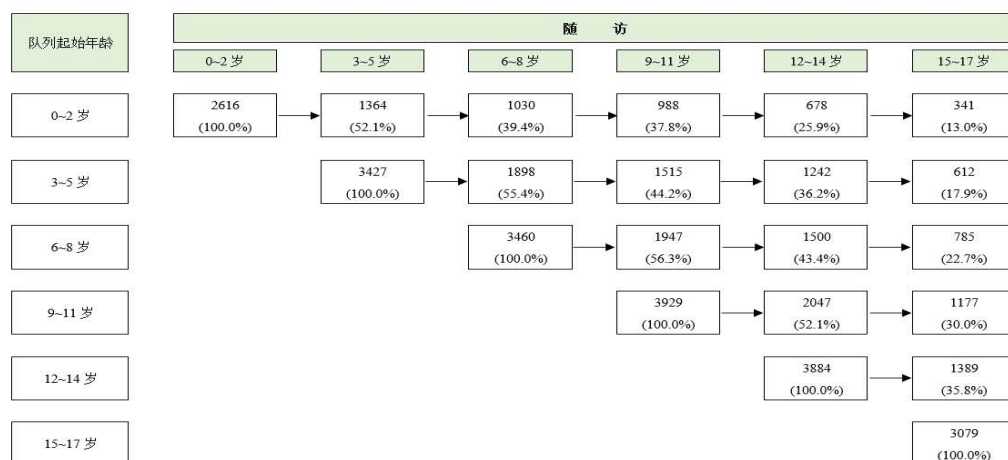 队列起始年龄
随 访
0~2 岁 3~5 岁 6~8 岁 9~11 岁 12~14 岁 15~17 岁
0~2 岁
2616 1364 1030 988 678 341
(100.0%) (52.1%) (39.4%) (37.8%) (25.9%) (13.0%)
3~5 岁
3427 1898 1515 1242 612
(100.0%) (55.4%) (44.2%) (36.2%) (17.9%)
6~8 岁
3460 1947 1500 785
(100.0%) (56.3%) (43.4%) (22.7%)
9~11 岁
3929 2047 1177
(100.0%) (52.1%) (30.0%)
12~14 岁
3884 1389
(100.0%) (35.8%)
15~17 岁
3079
(100.0%)